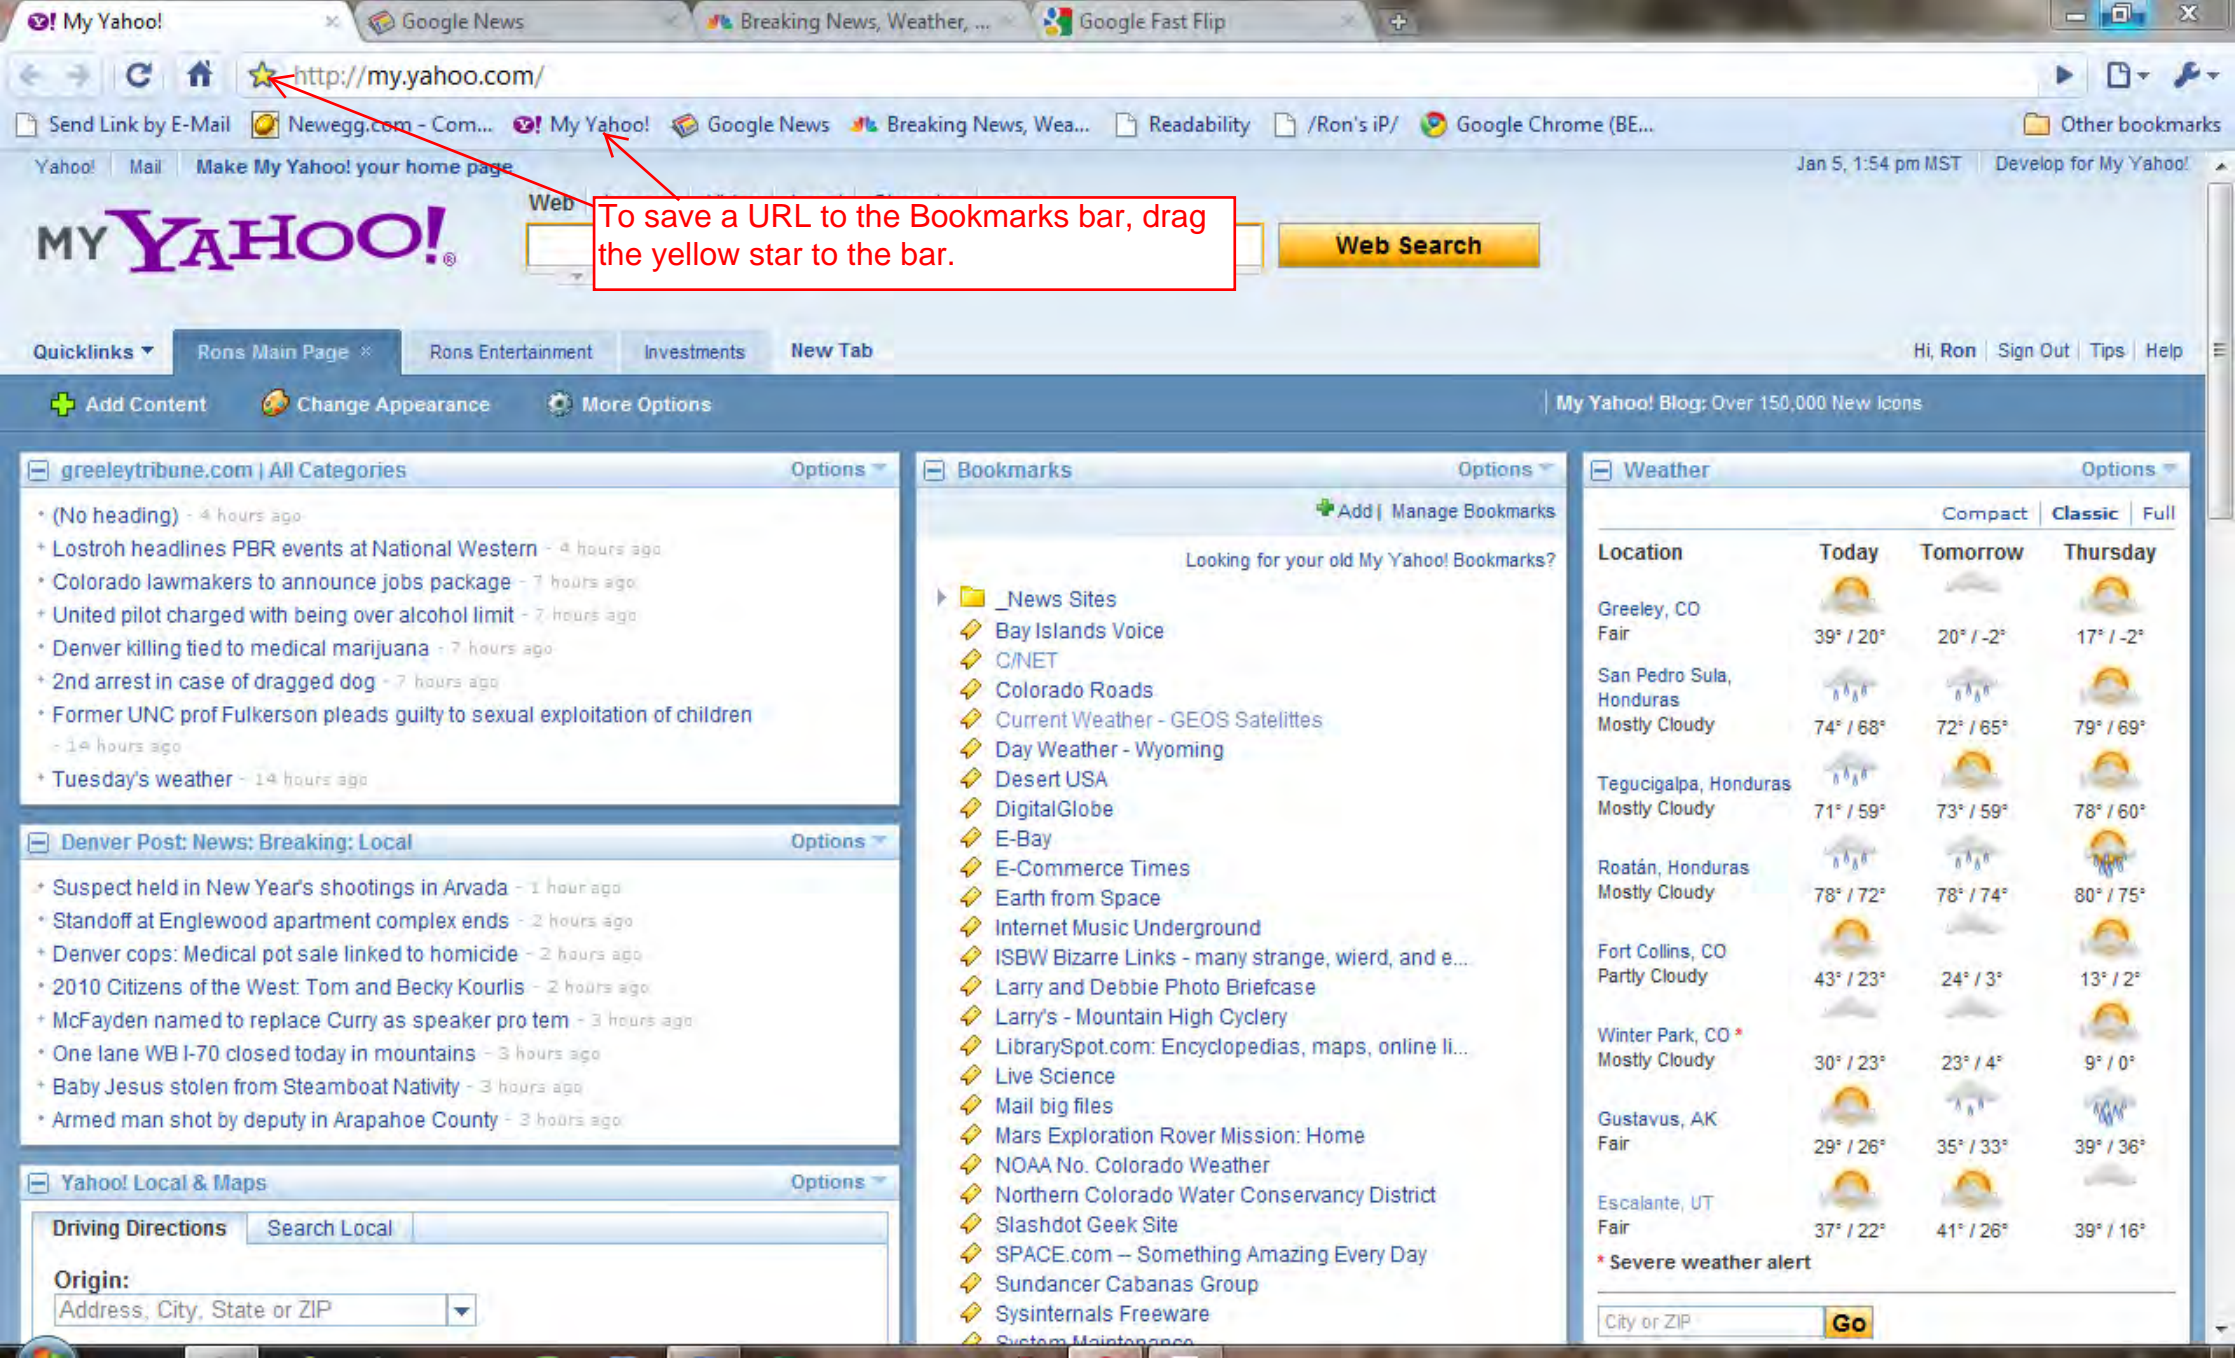 My Yahoo!
Google News
Breaking News, Weather, ...
Google Fast Flip
http://my.yahoo.com/
Send Link by E-Mail
Newegg.com - Com...
My Yahoo!
Google News
Breaking News, Wea...
Readability
/Ron's iP/
Google Chrome (BE...
Other bookmarks
Yahoo! Mail Make My Yahoo! your home page
Jan 5, 1:54 pm MST Develop for My Yahoo!
MY YAHOO!®
Web
To save a URL to the Bookmarks bar, drag
the yellow star to the bar.
Web Search
Quicklinks
Rons Main Page
Rons Entertainment
Investments
New Tab
Hi, Ron Sign Out Tips Help
Add Content
Change Appearance
More Options
My Yahoo! Blog: Over 150,000 New Icons
greeleytribune.com | All Categories Options
(No heading) - 4 hours ago
Lostroh headlines PBR events at National Western - 4 hours ago
Colorado lawmakers to announce jobs package - 7 hours ago
United pilot charged with being over alcohol limit - 7 hours ago
Denver killing tied to medical marijuana - 7 hours ago
2nd arrest in case of dragged dog - 7 hours ago
Former UNC prof Fulkerson pleads guilty to sexual exploitation of children
- 14 hours ago
Tuesday's weather - 14 hours ago
Denver Post: News: Breaking: Local Options
Suspect held in New Year's shootings in Arvada - 1 hour ago
Standoff at Englewood apartment complex ends - 2 hours ago
Denver cops: Medical pot sale linked to homicide - 2 hours ago
2010 Citizens of the West: Tom and Becky Kourlis - 2 hours ago
McFayden named to replace Curry as speaker pro tem - 3 hours ago
One lane WB I-70 closed today in mountains - 3 hours ago
Baby Jesus stolen from Steamboat Nativity - 3 hours ago
Armed man shot by deputy in Arapahoe County - 3 hours ago
Yahoo! Local & Maps Options
Driving Directions Search Local
Origin:
Address, City, State or ZIP
Bookmarks Options
Add | Manage Bookmarks
Looking for your old My Yahoo! Bookmarks?
_News Sites
Bay Islands Voice
C/NET
Colorado Roads
Current Weather - GEOS Satelittes
Day Weather - Wyoming
Desert USA
DigitalGlobe
E-Bay
E-Commerce Times
Earth from Space
Internet Music Underground
ISBW Bizarre Links - many strange, wierd, and e...
Larry and Debbie Photo Briefcase
Larry's - Mountain High Cyclery
LibrarySpot.com: Encyclopedias, maps, online li...
Live Science
Mail big files
Mars Exploration Rover Mission: Home
NOAA No. Colorado Weather
Northern Colorado Water Conservancy District
Slashdot Geek Site
SPACE.com -- Something Amazing Every Day
Sundancer Cabanas Group
Sysinternals Freeware
System Maintenance
Weather Options
Compact Classic Full
Location Today Tomorrow Thursday
Greeley, CO
Fair 39° / 20° 20° / -2° 17° / -2°
San Pedro Sula,
Honduras
Mostly Cloudy 74° / 68° 72° / 65° 79° / 69°
Tegucigalpa, Honduras
Mostly Cloudy 71° / 59° 73° / 59° 78° / 60°
Roatán, Honduras
Mostly Cloudy 78° / 72° 78° / 74° 80° / 75°
Fort Collins, CO
Partly Cloudy 43° / 23° 24° / 3° 13° / 2°
Winter Park, CO *
Mostly Cloudy 30° / 23° 23° / 4° 9° / 0°
Gustavus, AK
Fair 29° / 26° 35° / 33° 39° / 36°
Escalante, UT
Fair 37° / 22° 41° / 26° 39° / 16°
* Severe weather alert
City or ZIP
Go